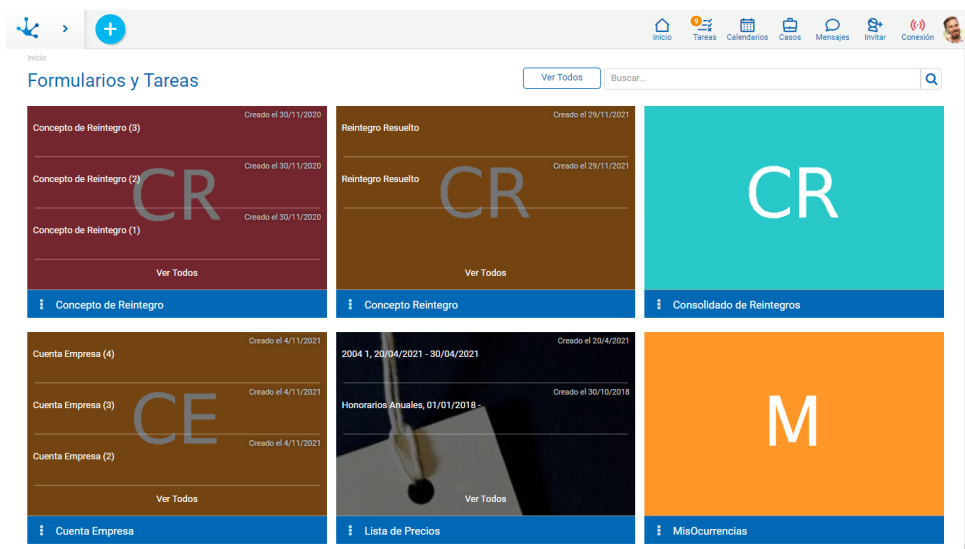 9
Inicio
Tareas
Calendarios
Casos
Mensajes
Invitar
Conexión
Inicio
Formularios y Tareas
Ver Todos
Buscar...
Creado el 30/11/2020
Concepto de Reintegro (3)
Creado el 30/11/2020
Concepto de Reintegro (2)
Creado el 30/11/2020
Concepto de Reintegro (1)
CR
Ver Todos
Concepto de Reintegro
Creado el 29/11/2021
Reintegro Resuelto
Creado el 29/11/2021
Reintegro Resuelto
CR
Ver Todos
Concepto Reintegro
CR
Consolidado de Reintegros
Creado el 4/11/2021
Cuenta Empresa (4)
Creado el 4/11/2021
Cuenta Empresa (3)
Creado el 4/11/2021
Cuenta Empresa (2)
CE
Ver Todos
Cuenta Empresa
Creado el 20/4/2021
2004 1, 20/04/2021 - 30/04/2021
Creado el 30/10/2018
Honorarios Anuales, 01/01/2018 -
Ver Todos
Lista de Precios
M
MisOcurrencias